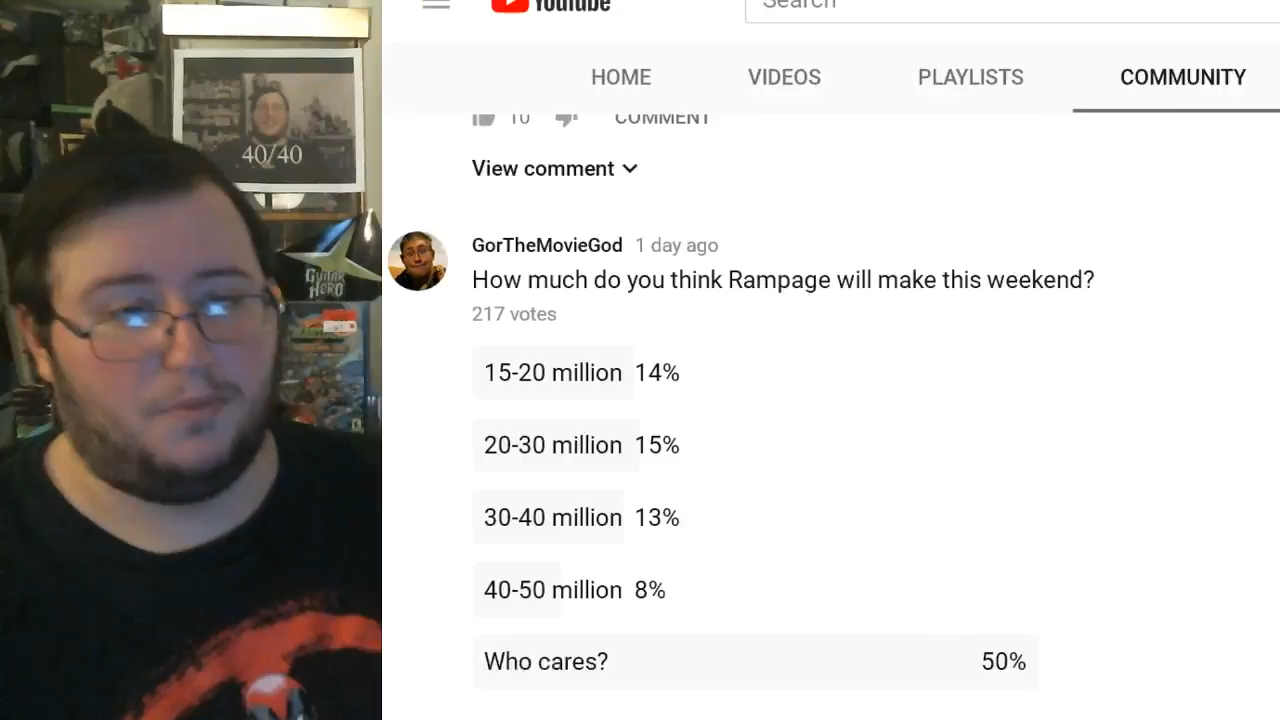 YouTube
Search
HOME VIDEOS PLAYLISTS COMMUNITY
10 COMMENT
View comment
40/40
GorTheMovieGod 1 day ago
How much do you think Rampage will make this weekend?
217 votes
GUITAR HERO
15-20 million 14%
20-30 million 15%
30-40 million 13%
40-50 million 8%
Who cares? 50%